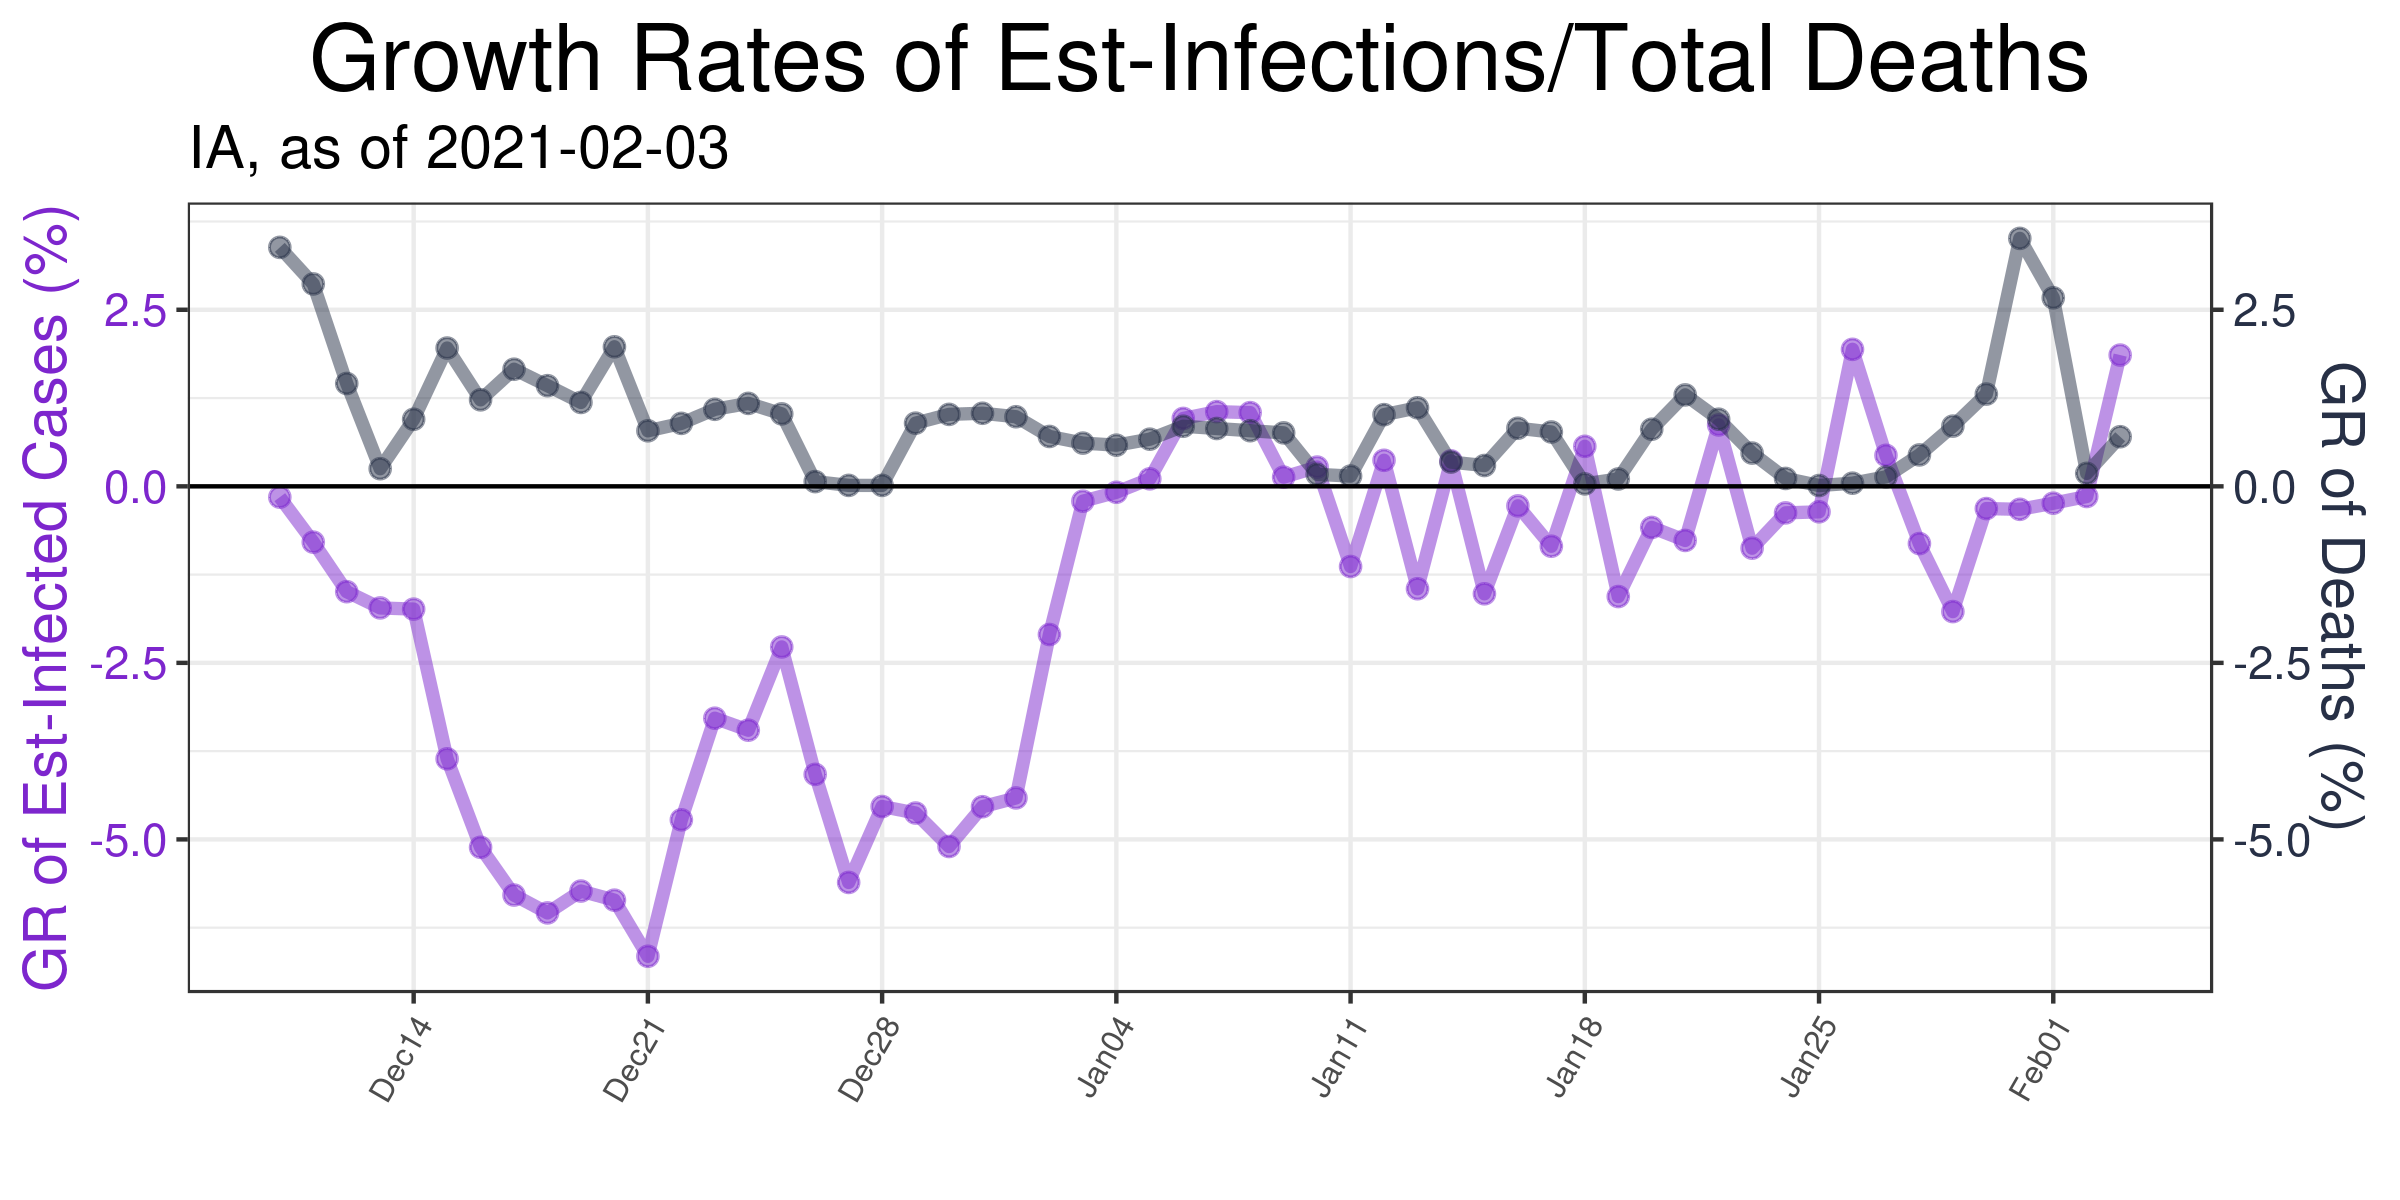 Growth Rates of Est-Infections/Total Deaths
IA, as of 2021-02-03
GR of Est-Infected Cases (%)
2.5
0.0
-2.5
-5.0
2.5
0.0
-2.5
-5.0
GR of Deaths (%)
Dec14
Dec21
Dec28
Jan04
Jan11
Jan18
Jan25
Feb01